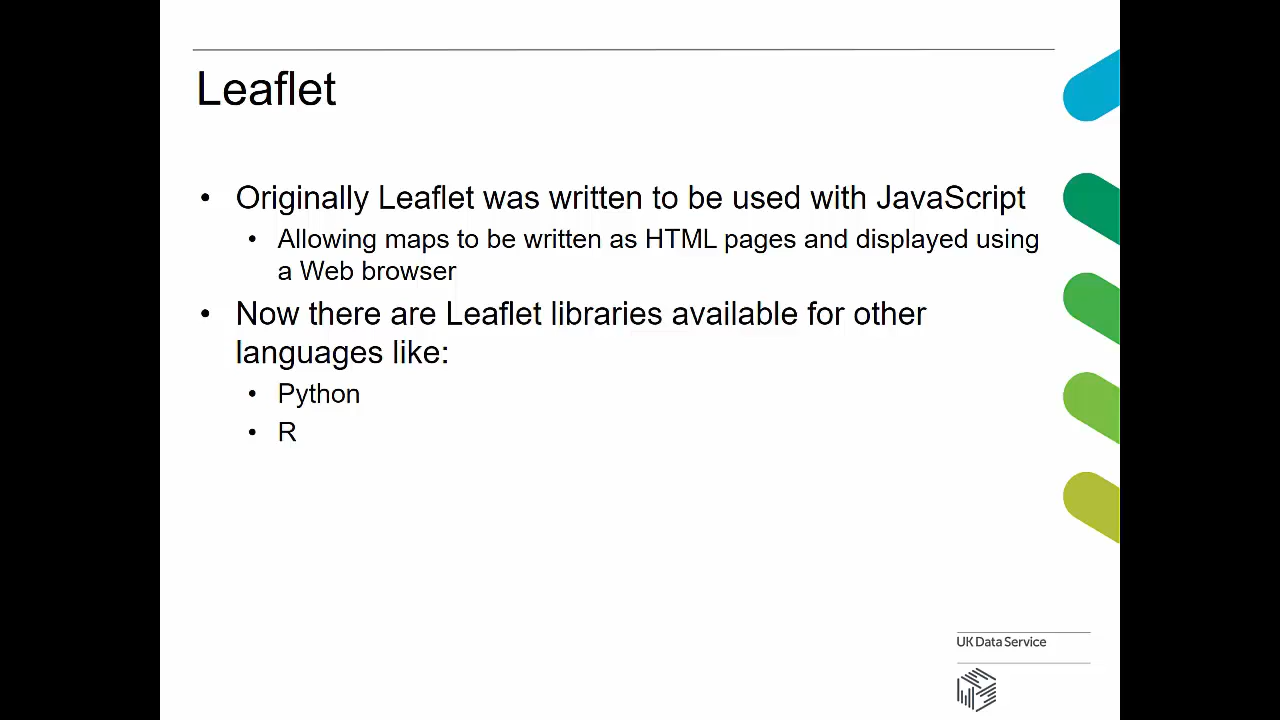 Leaflet
• Originally Leaflet was written to be used with JavaScript
• Allowing maps to be written as HTML pages and displayed using
a Web browser
• Now there are Leaflet libraries available for other
languages like:
• Python
• R
UK Data Service